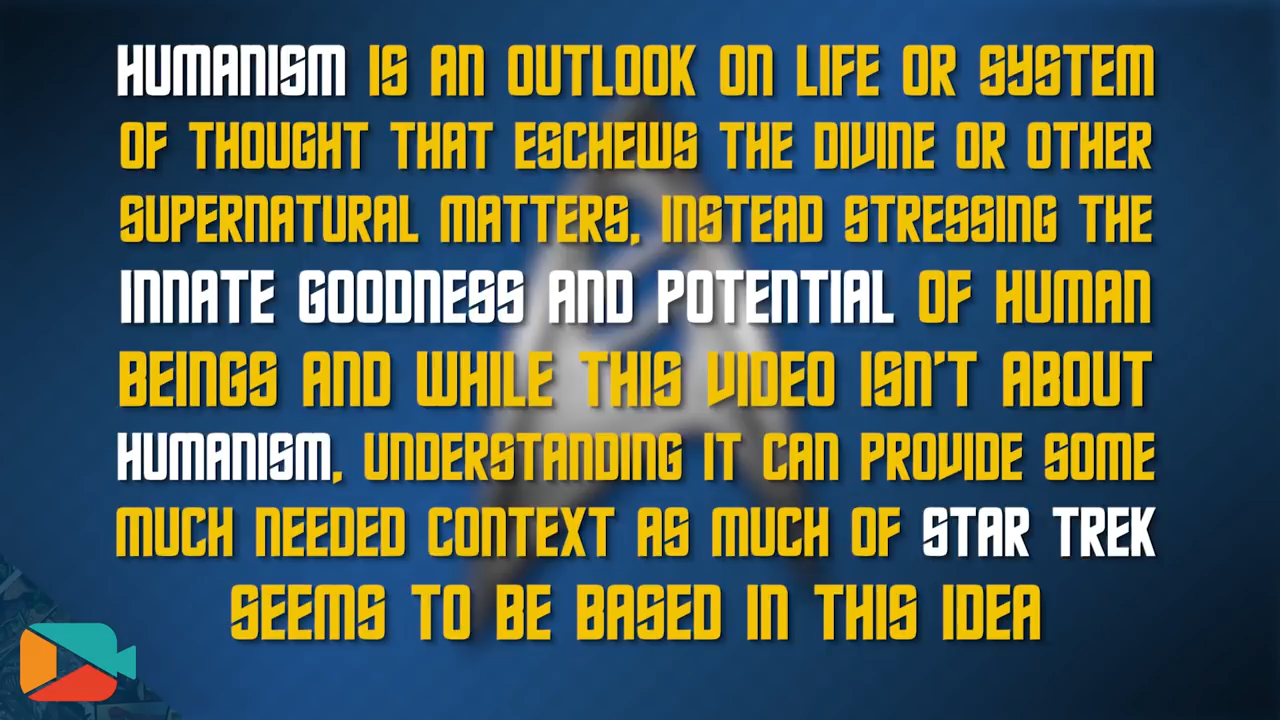 HUMANISM IS AN OUTLOOK ON LIFE OR SYSTEM
OF THOUGHT THAT ESCHEWS THE DIVINE OR OTHER
SUPERNATURAL MATTERS, INSTEAD STRESSING THE
INNATE GOODNESS AND POTENTIAL OF HUMAN
BEINGS AND WHILE THIS VIDEO ISN'T ABOUT
HUMANISM, UNDERSTANDING IT CAN PROVIDE SOME
MUCH NEEDED CONTEXT AS MUCH OF STAR TREK
SEEMS TO BE BASED IN THIS IDEA